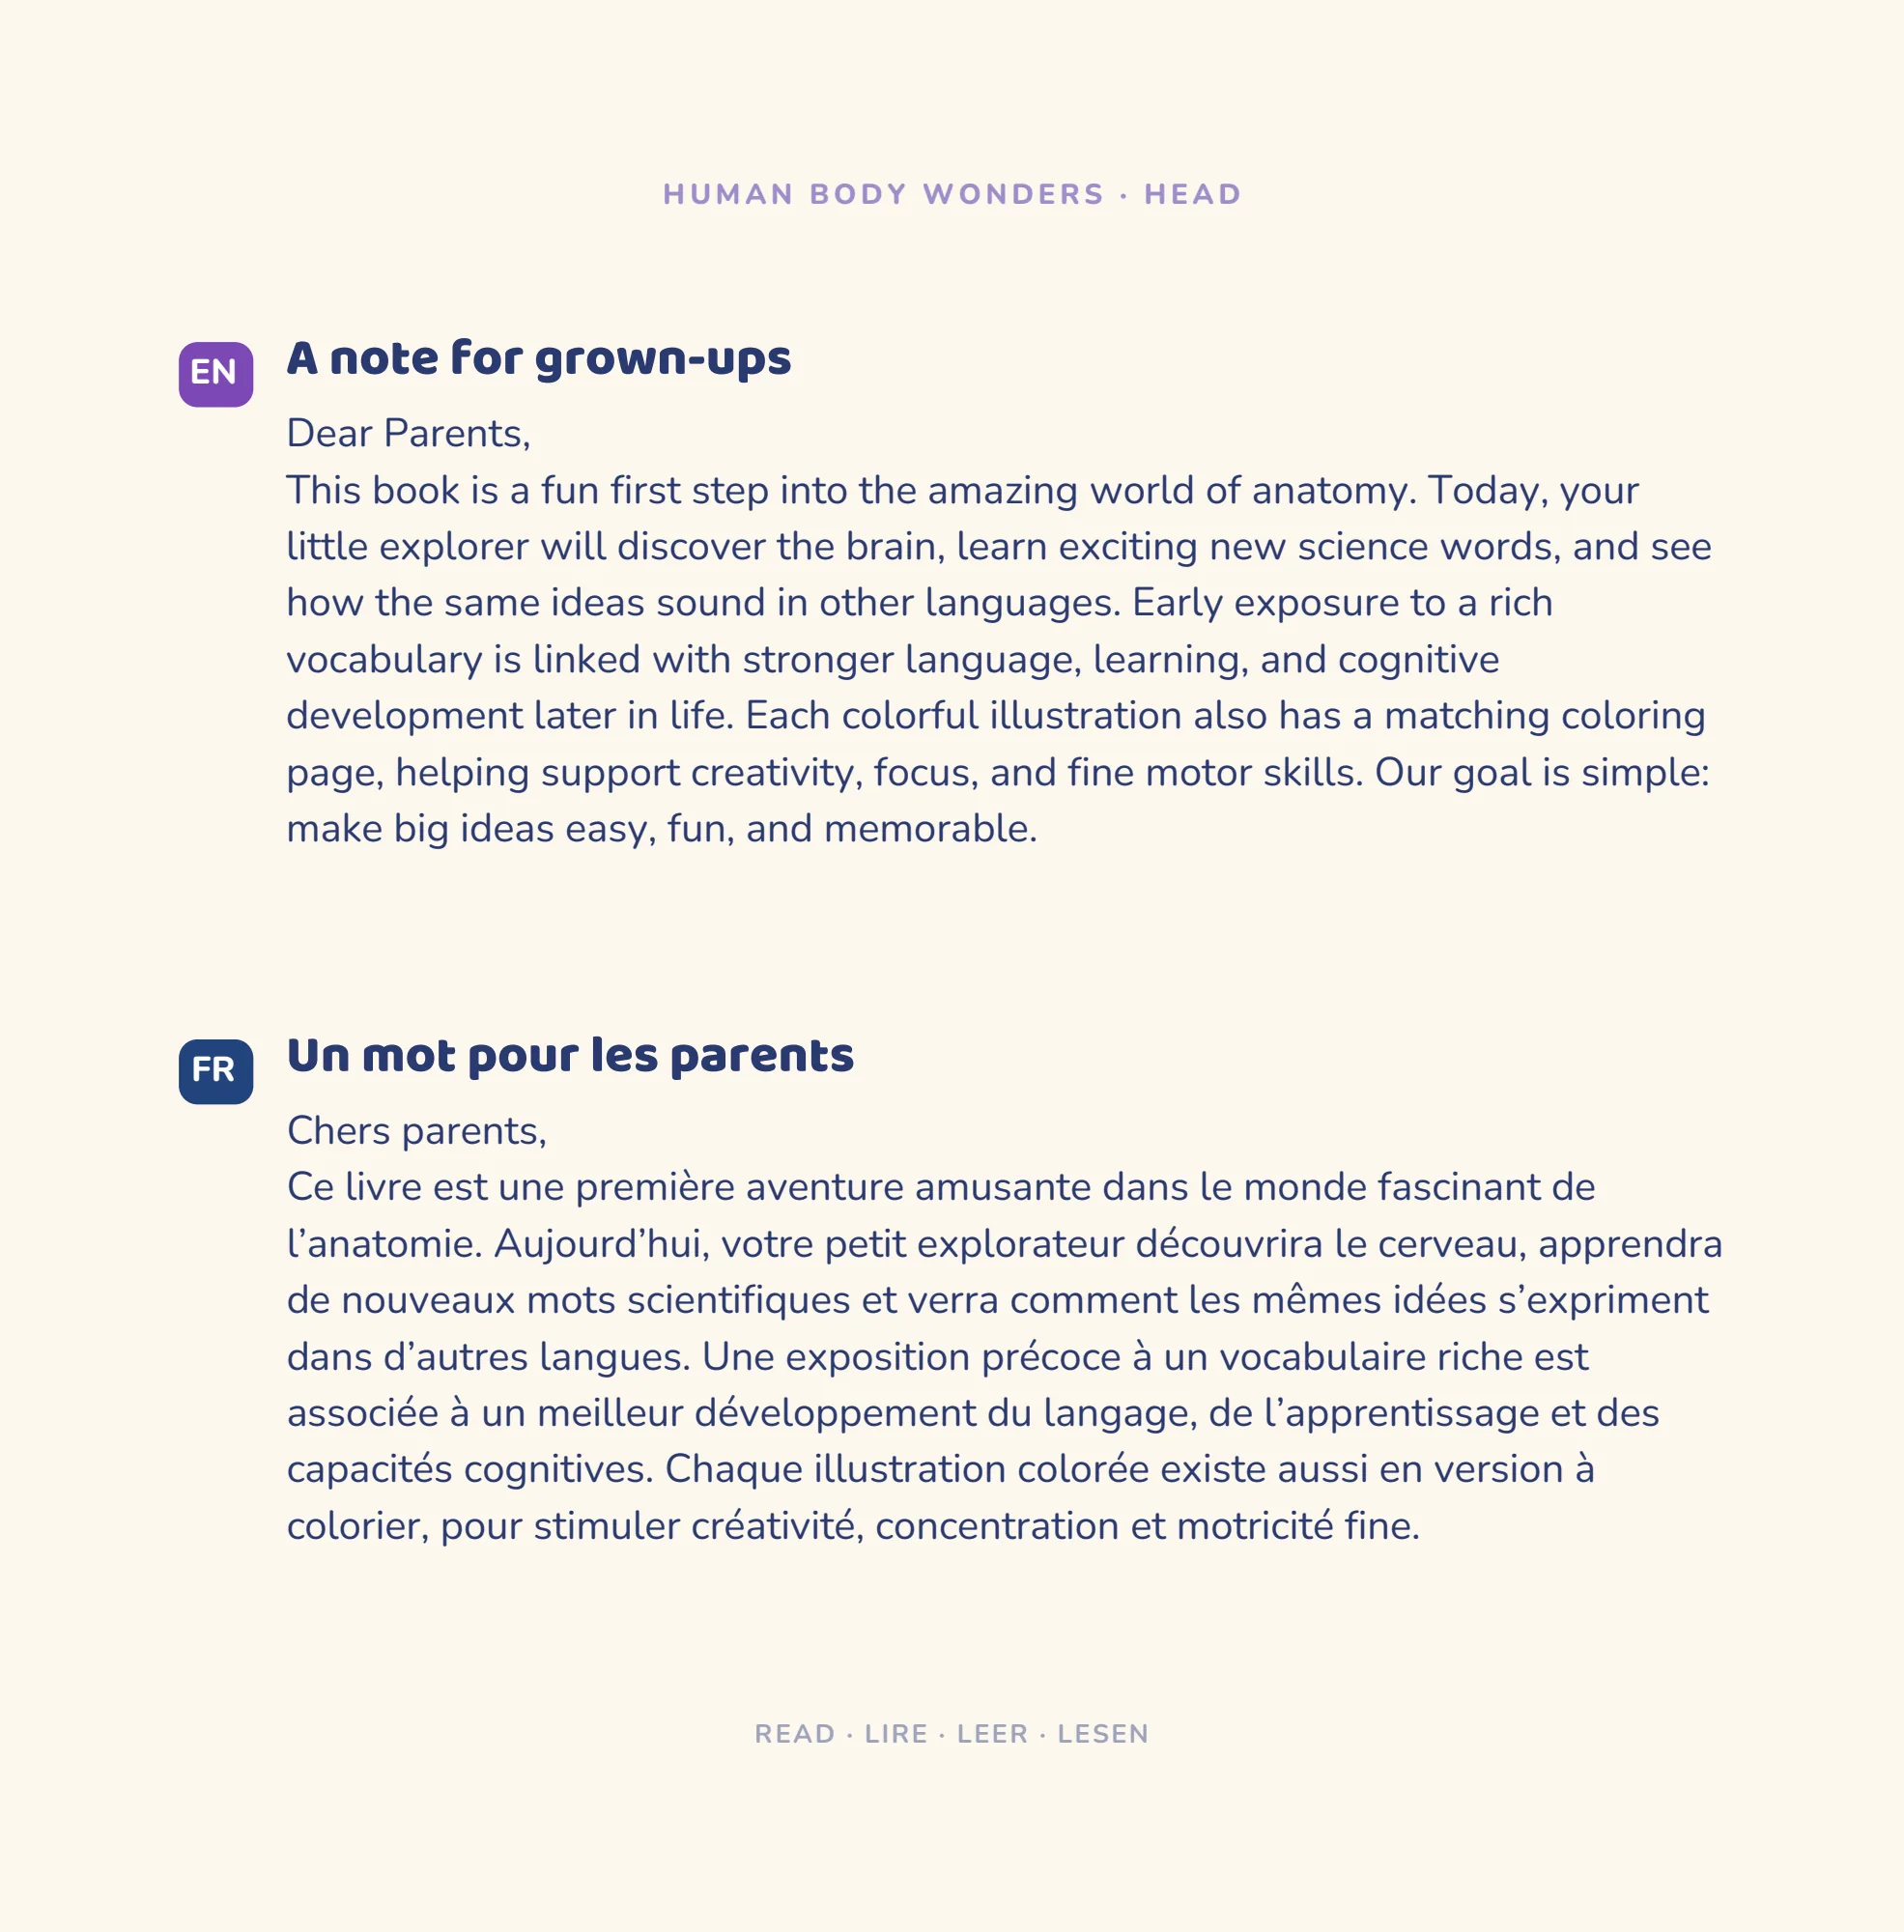 HUMAN BODY WONDERS · HEAD
EN
A note for grown-ups
Dear Parents,
This book is a fun first step into the amazing world of anatomy. Today, your
little explorer will discover the brain, learn exciting new science words, and see
how the same ideas sound in other languages. Early exposure to a rich
vocabulary is linked with stronger language, learning, and cognitive
development later in life. Each colorful illustration also has a matching coloring
page, helping support creativity, focus, and fine motor skills. Our goal is simple:
make big ideas easy, fun, and memorable.
FR
Un mot pour les parents
Chers parents,
Ce livre est une première aventure amusante dans le monde fascinant de
l’anatomie. Aujourd’hui, votre petit explorateur découvrira le cerveau, apprendra
de nouveaux mots scientifiques et verra comment les mêmes idées s’expriment
dans d’autres langues. Une exposition précoce à un vocabulaire riche est
associée à un meilleur développement du langage, de l’apprentissage et des
capacités cognitives. Chaque illustration colorée existe aussi en version à
colorier, pour stimuler créativité, concentration et motricité fine.
READ · LIRE · LEER · LESEN